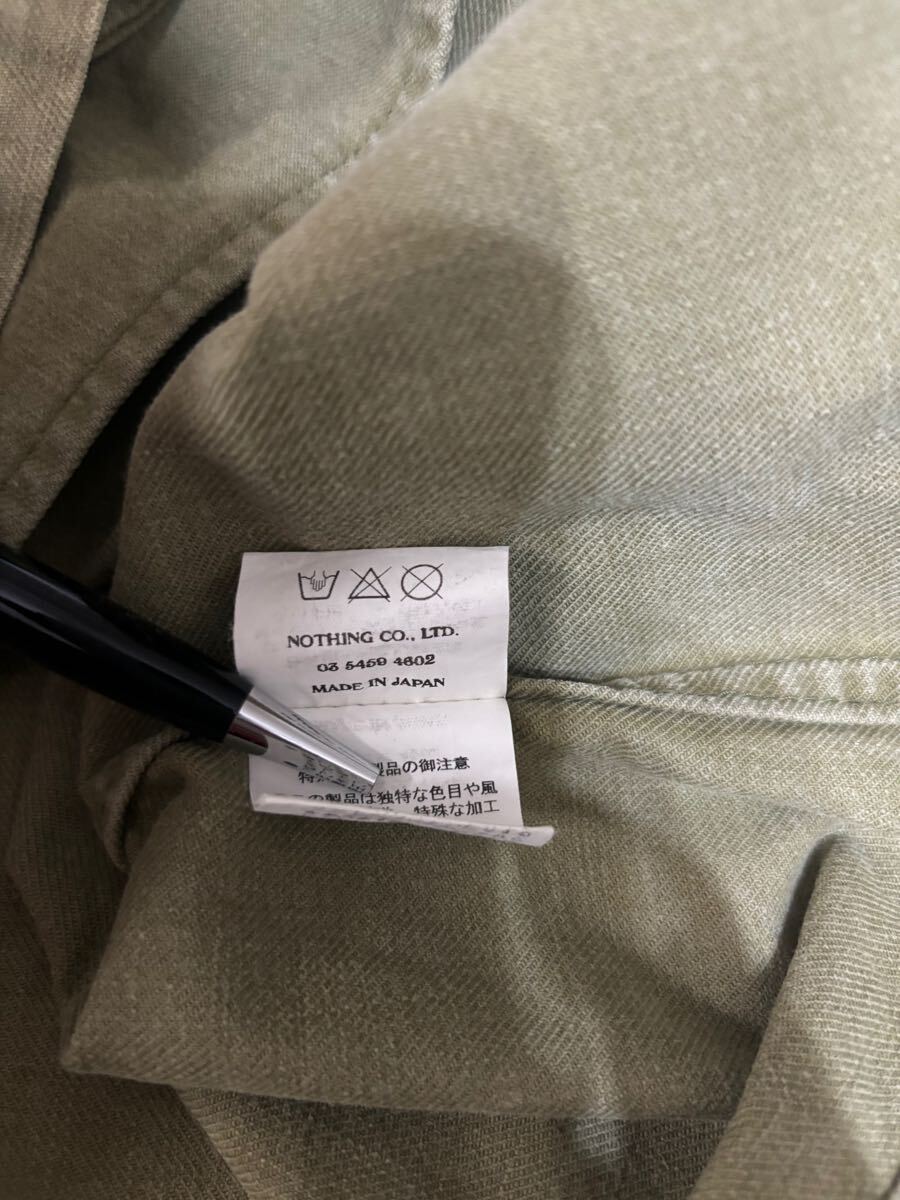 NOTHING CO., LTD.
03 5459 4602
MADE IN JAPAN
製品の御注意
の製品は独特な色目や風
特殊な加工